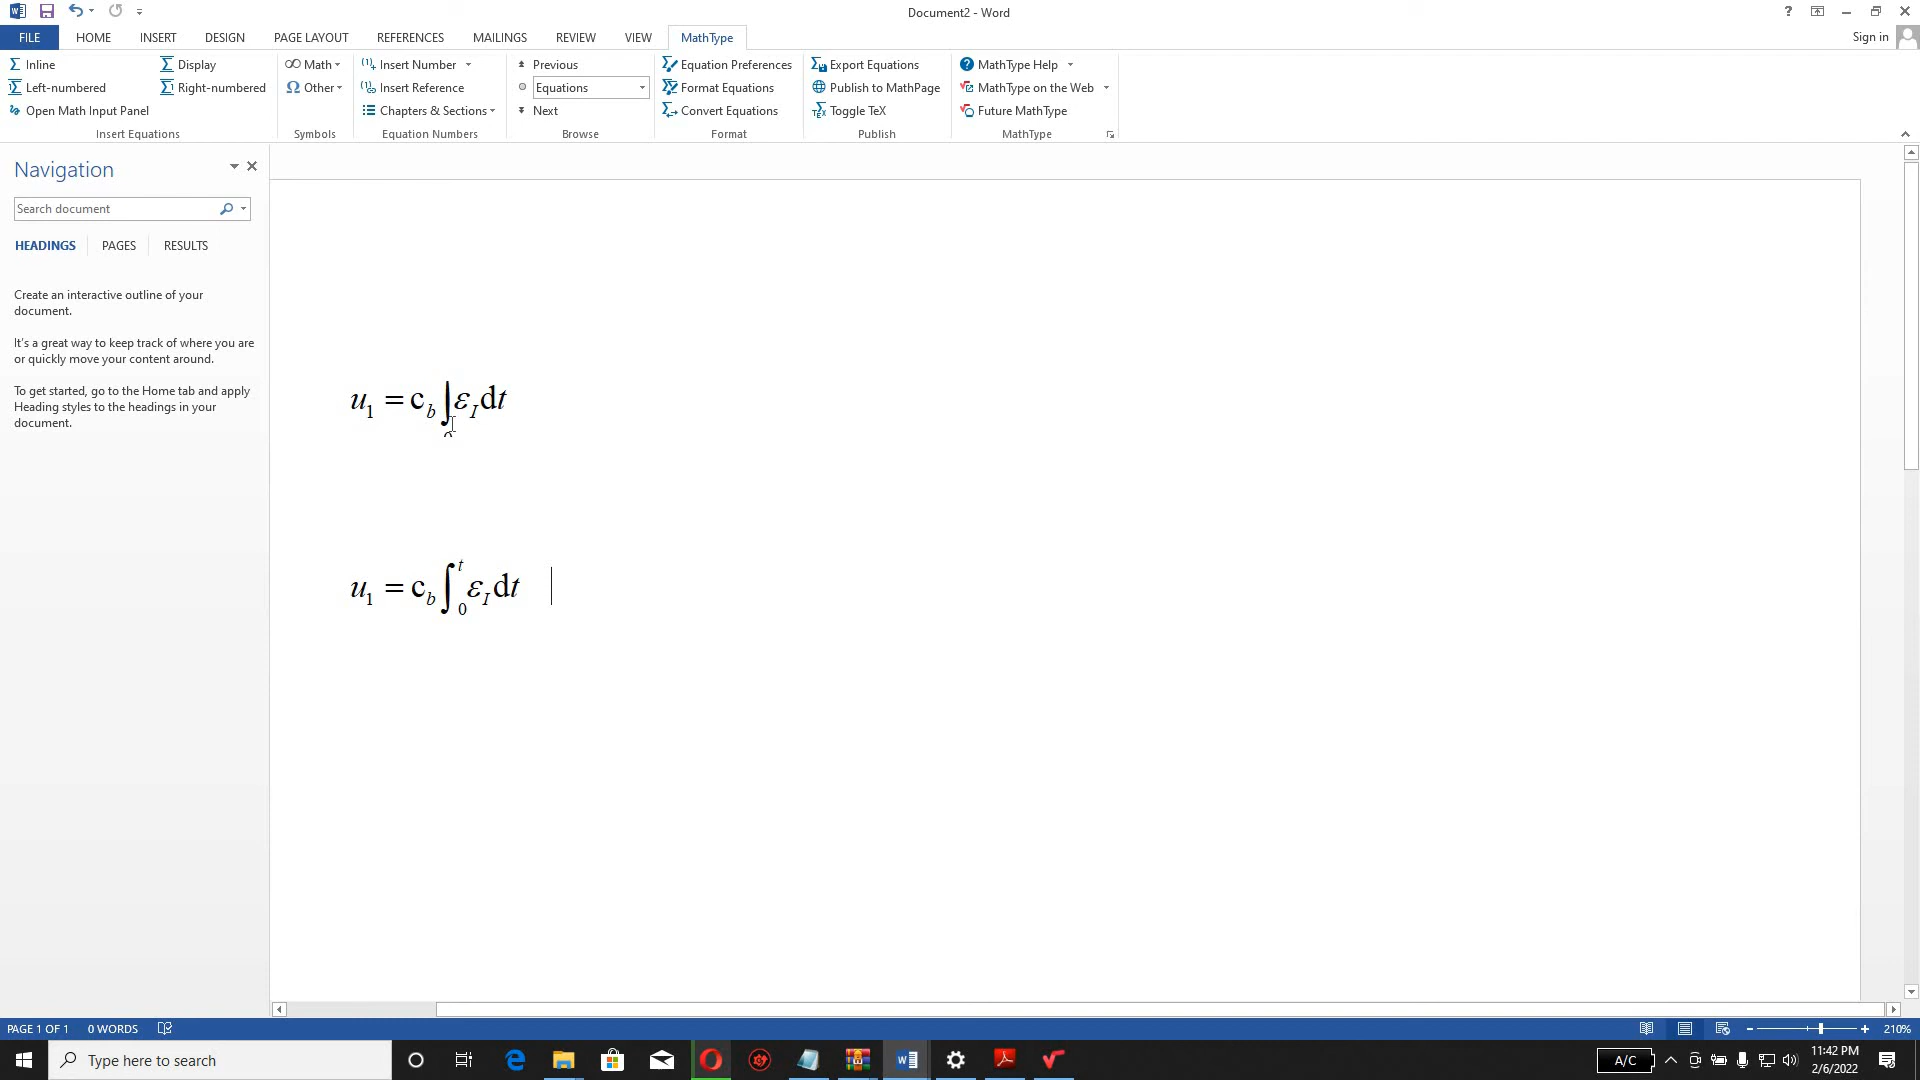 Document2 - Word
Sign in
FILE HOME INSERT DESIGN PAGE LAYOUT REFERENCES MAILINGS REVIEW VIEW MathType
Inline Display
Left-numbered Right-numbered
Open Math Input Panel
Insert Equations
Math
Other
Symbols
Insert Number
Insert Reference
Chapters & Sections
Equation Numbers
Previous
Equations
Next
Browse
Equation Preferences
Format Equations
Convert Equations
Format
Export Equations
Publish to MathPage
Toggle TeX
Publish
MathType Help
MathType on the Web
Future MathType
MathType
Navigation
Search document
HEADINGS PAGES RESULTS
Create an interactive outline of your
document.
It's a great way to keep track of where you are
or quickly move your content around.
To get started, go to the Home tab and apply
Heading styles to the headings in your
document.
u₁ = c_b ∫ ε_I dt
u₁ = c_b ∫₀ᵗ ε_I dt
PAGE 1 OF 1 0 WORDS 210%
Type here to search
A/C
11:42 PM
2/6/2022